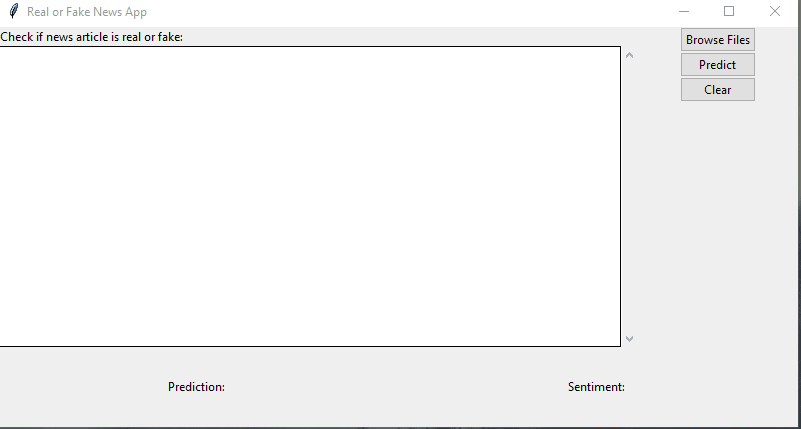 Real or Fake News App
Check if news article is real or fake:
Browse Files
Predict
Clear
Prediction:
Sentiment: